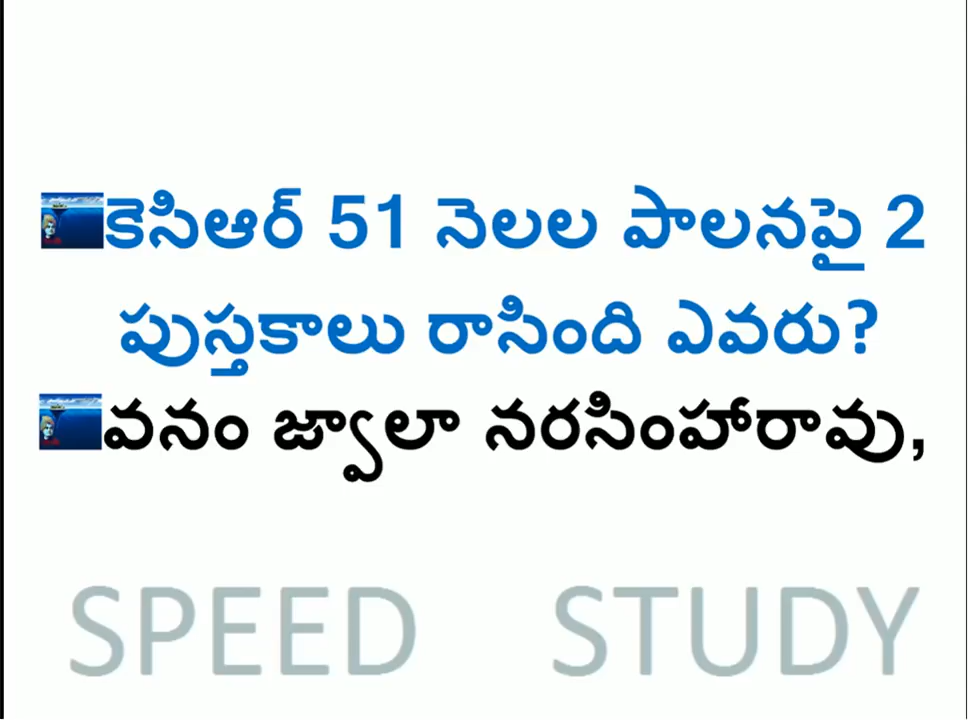 కెసిఆర్ 51 నెలల పాలనపై 2
పుస్తకాలు రాసింది ఎవరు?
వనం జ్వాలా నరసింహారావు,
SPEED STUDY